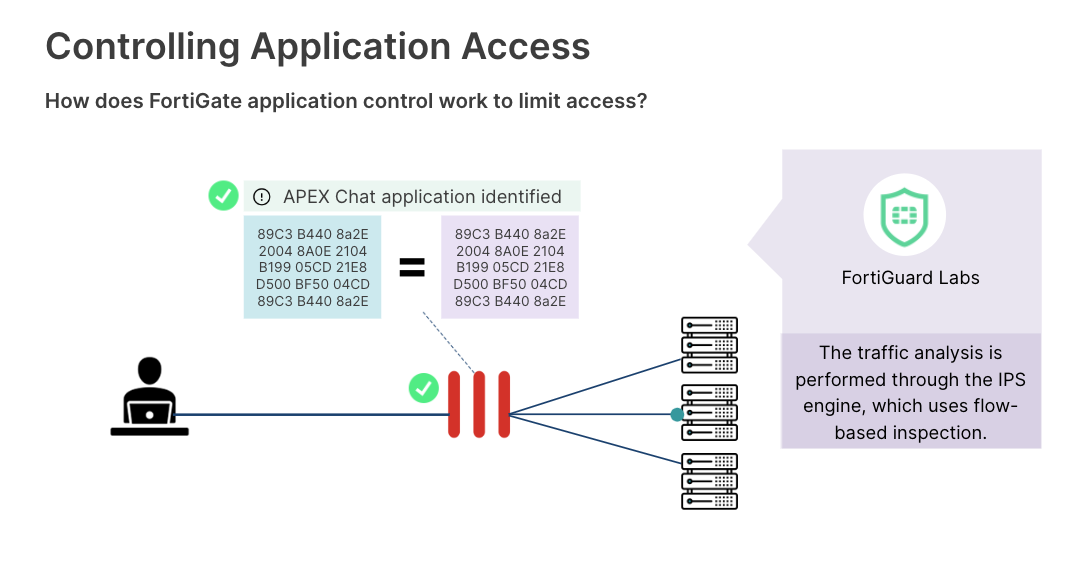 Controlling Application Access
How does FortiGate application control work to limit access?
APEX Chat application identified
89C3 B440 8a2E
2004 8A0E 2104
B199 05CD 21E8
D500 BF50 04CD
89C3 B440 8a2E
=
89C3 B440 8a2E
2004 8A0E 2104
B199 05CD 21E8
D500 BF50 04CD
89C3 B440 8a2E
FortiGuard Labs
The traffic analysis is
performed through the IPS
engine, which uses flow-
based inspection.